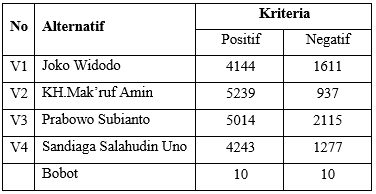 No Alternatif Kriteria
Positif Negatif
V1 Joko Widodo 4144 1611
V2 KH.Mak’ruf Amin 5239 937
V3 Prabowo Subianto 5014 2115
V4 Sandiaga Salahudin Uno 4243 1277
Bobot 10 10